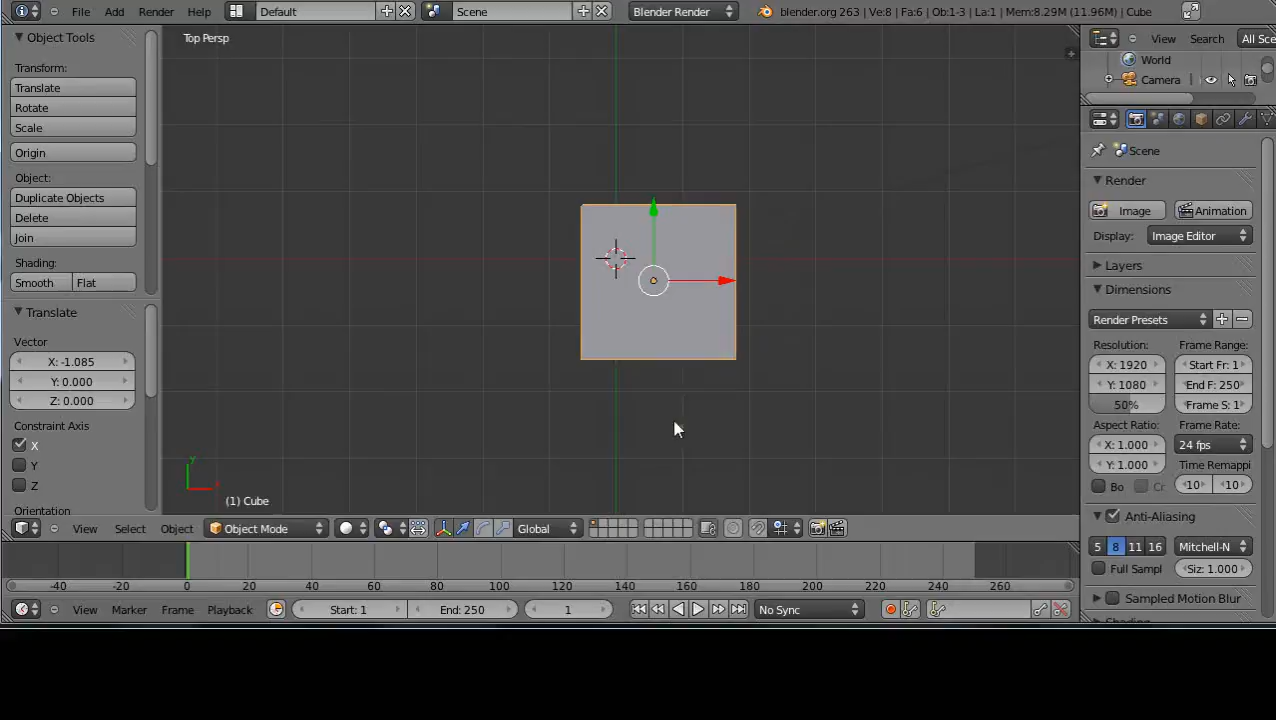 File Add Render Help Default Scene Blender Render blender.org 263 | Ve:8 | Fa:6 | Ob:1-3 | La:1 | Mem:8.29M (11.96M) | Cube
Object Tools
Transform:
Translate
Rotate
Scale
Origin
Object:
Duplicate Objects
Delete
Join
Shading:
Smooth Flat
Translate
Vector
X: -1.085
Y: 0.000
Z: 0.000
Constraint Axis
X
Y
Z
Orientation
Top Persp
y
(1) Cube
View Select Object Object Mode Global
View Search All Sce
World
Camera
Scene
Render
Image Animation
Display: Image Editor
Layers
Dimensions
Render Presets
Resolution: Frame Range:
X: 1920 Start Fr: 1
Y: 1080 End F: 250
50% Frame S: 1
Aspect Ratio: Frame Rate:
X: 1.000 24 fps
Y: 1.000 Time Remappi
Bo Cr 10 10
Anti-Aliasing
5 8 11 16 Mitchell-N
Full Sampl Siz: 1.000
Sampled Motion Blur
-40 -20 0 20 40 60 80 100 120 140 160 180 200 220 240 260
View Marker Frame Playback Start: 1 End: 250 1 No Sync